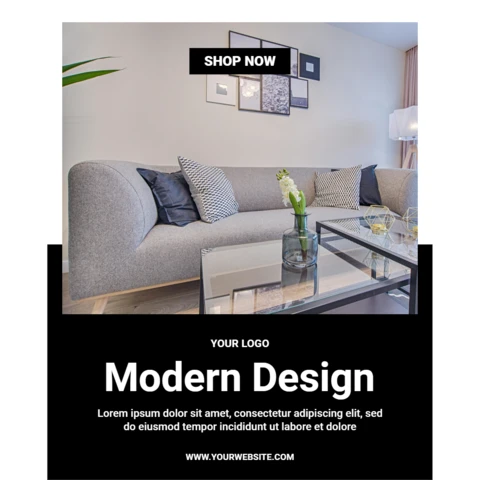 SHOP NOW
YOUR LOGO
Modern Design
Lorem ipsum dolor sit amet, consectetur adipiscing elit, sed
do eiusmod tempor incididunt ut labore et dolore
WWW.YOURWEBSITE.COM